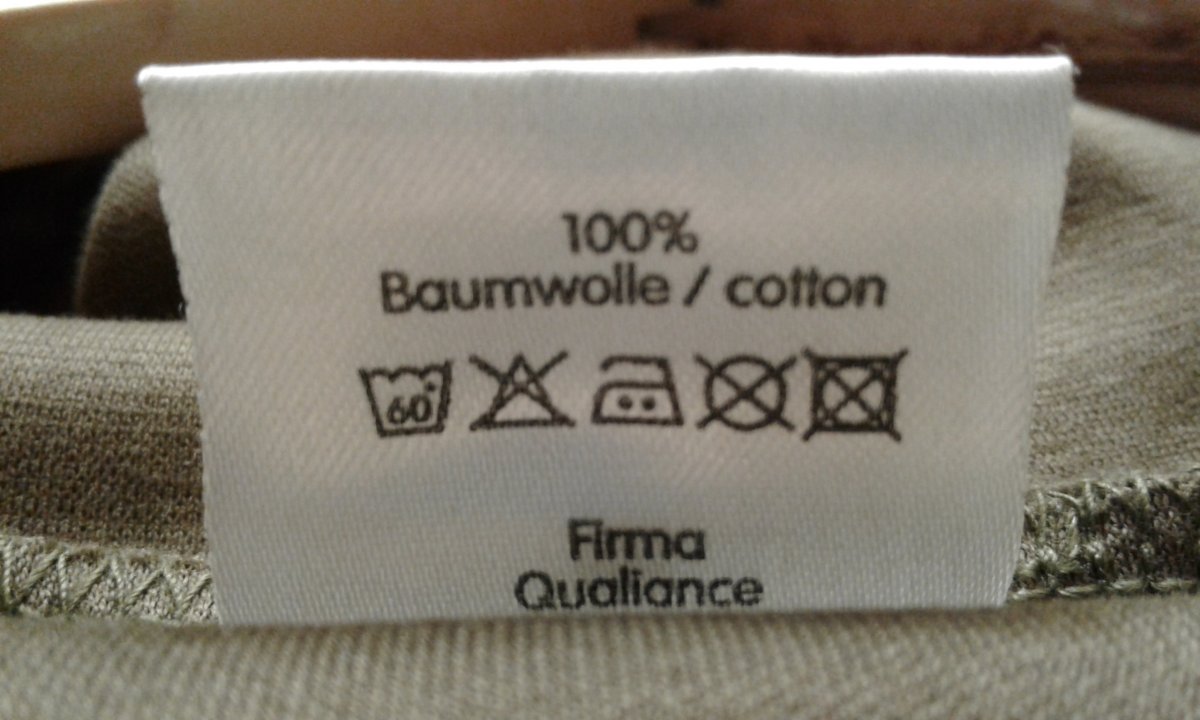 100%
Baumwolle / cotton
60°
Firma
Qualiance